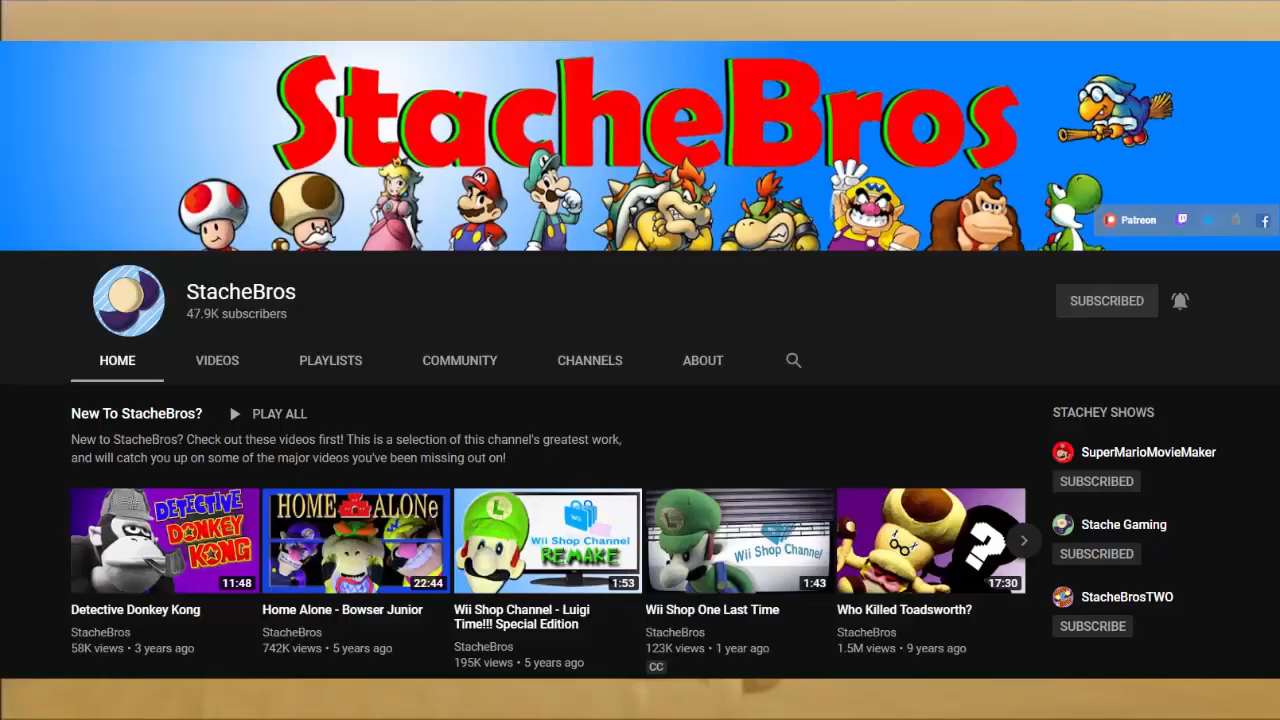 StacheBros
Patreon
StacheBros
47.9K subscribers
SUBSCRIBED
HOME
VIDEOS
PLAYLISTS
COMMUNITY
CHANNELS
ABOUT
New To StacheBros?
PLAY ALL
New to StacheBros? Check out these videos first! This is a selection of this channel's greatest work,
and will catch you up on some of the major videos you've been missing out on!
DETECTIVE
DONKEY
KONG
11:48
Detective Donkey Kong
StacheBros
58K views • 3 years ago
HOME ALONe
22:44
Home Alone - Bowser Junior
StacheBros
742K views • 5 years ago
L
Wii
Wii Shop Channel
REMAKE
1:53
Wii Shop Channel - Luigi
Time!!! Special Edition
StacheBros
195K views • 5 years ago
L
Wii Shop Channel
1:43
Wii Shop One Last Time
StacheBros
123K views • 1 year ago
CC
?
17:30
Who Killed Toadsworth?
StacheBros
1.5M views • 9 years ago
STACHEY SHOWS
SuperMarioMovieMaker
SUBSCRIBED
Stache Gaming
SUBSCRIBED
StacheBrosTWO
SUBSCRIBE